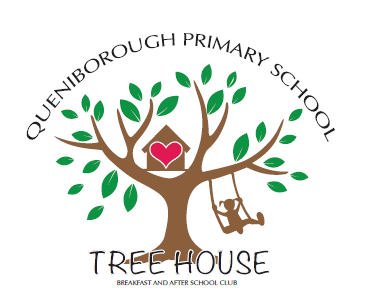 QUENIBOROUGH PRIMARY SCHOOL
TREE HOUSE
BREAKFAST AND AFTER SCHOOL CLUB